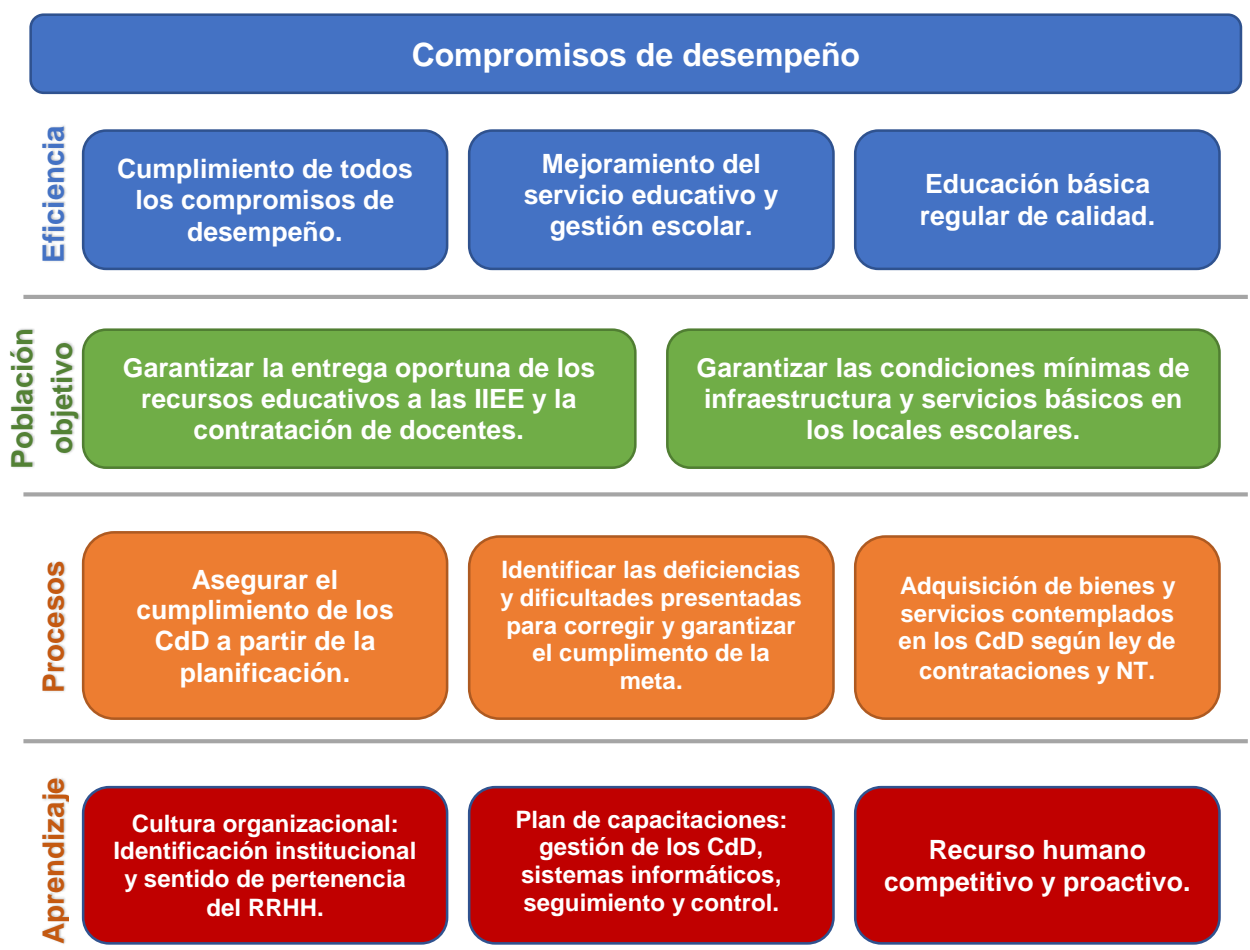 Compromisos de desempeño
Eficiencia
Cumplimiento de todos
los compromisos de
desempeño.
Mejoramiento del
servicio educativo y
gestión escolar.
Educación básica
regular de calidad.
Población
objetivo
Garantizar la entrega oportuna de los
recursos educativos a las IIEE y la
contratación de docentes.
Garantizar las condiciones mínimas de
infraestructura y servicios básicos en
los locales escolares.
Procesos
Asegurar el
cumplimiento de los
CdD a partir de la
planificación.
Identificar las deficiencias
y dificultades presentadas
para corregir y garantizar
el cumplimento de la
meta.
Adquisición de bienes y
servicios contemplados
en los CdD según ley de
contrataciones y NT.
Aprendizaje
Cultura organizacional:
Identificación institucional
y sentido de pertenencia
del RRHH.
Plan de capacitaciones:
gestión de los CdD,
sistemas informáticos,
seguimiento y control.
Recurso humano
competitivo y proactivo.